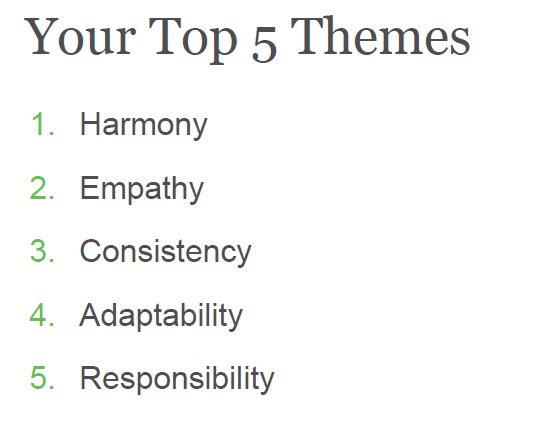 Your Top 5 Themes
1. Harmony
2. Empathy
3. Consistency
4. Adaptability
5. Responsibility